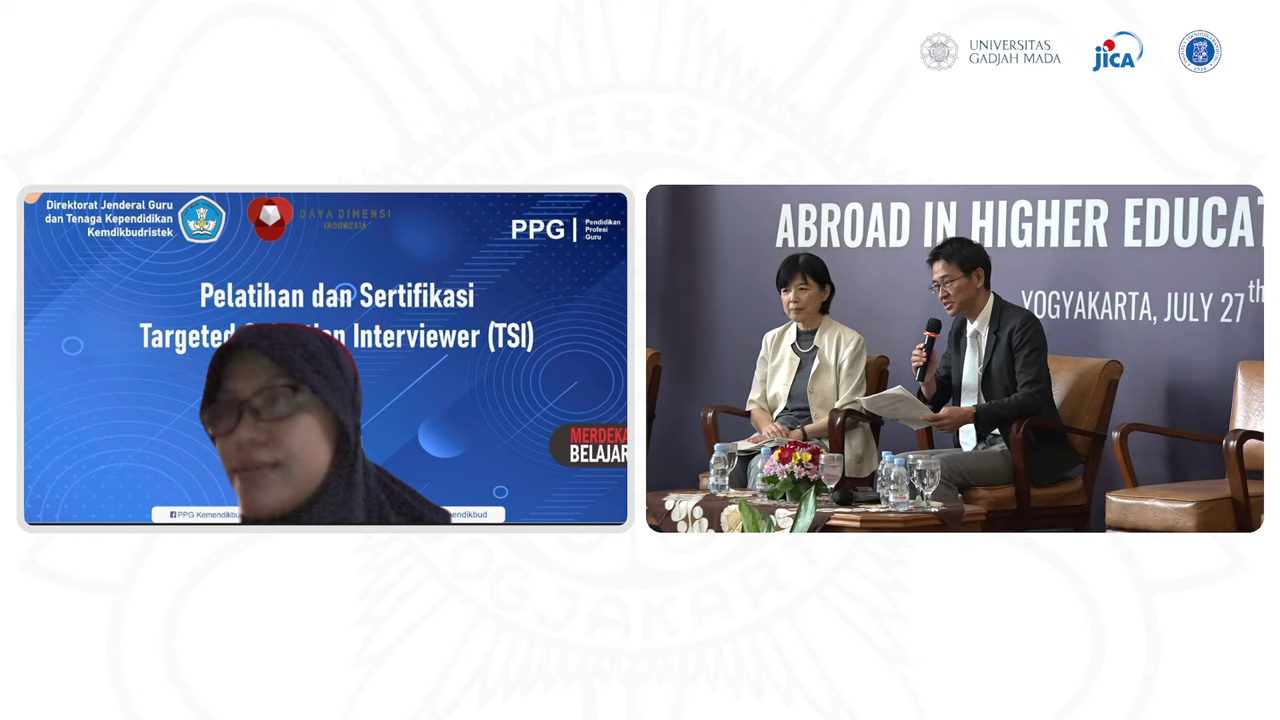 UNIVERSITAS
GADJAH MADA
JICA
Direktorat Jenderal Guru
dan Tenaga Kependidikan
Kemdikbudristek
DAYA DIMENSI
INDONESIA
PPG
Pendidikan
Profesi
Guru
Pelatihan dan Sertifikasi
Targeted Interviewer (TSI)
MERDEKA
BELAJAR
PPG Kemendikbu
endikbud
ABROAD IN HIGHER EDUCAT
YOGYAKARTA, JULY 27th